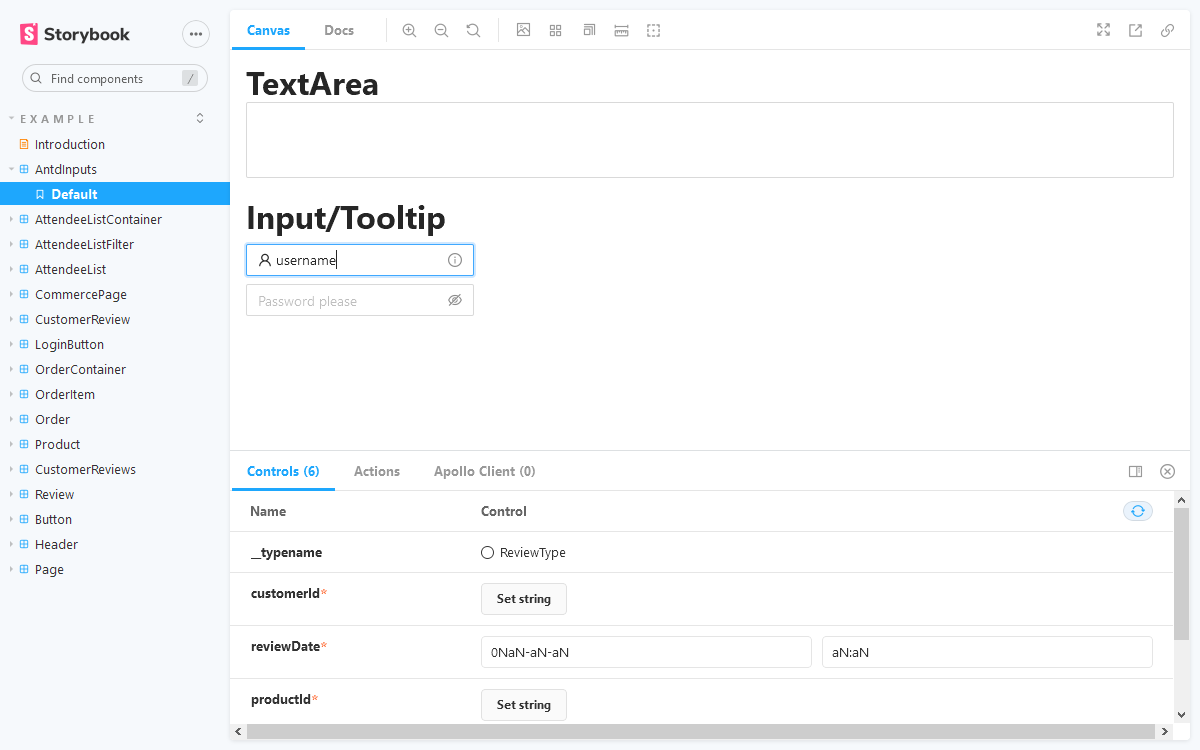 Storybook
Find components
/
EXAMPLE
Introduction
AntdInputs
Default
AttendeeListContainer
AttendeeListFilter
AttendeeList
CommercePage
CustomerReview
LoginButton
OrderContainer
OrderItem
Order
Product
CustomerReviews
Review
Button
Header
Page
Canvas
Docs
TextArea
Input/Tooltip
username
Password please
Controls (6)
Actions
Apollo Client (0)
Name
Control
__typename
ReviewType
customerId*
Set string
reviewDate*
0NaN-aN-aN
aN:aN
productId*
Set string